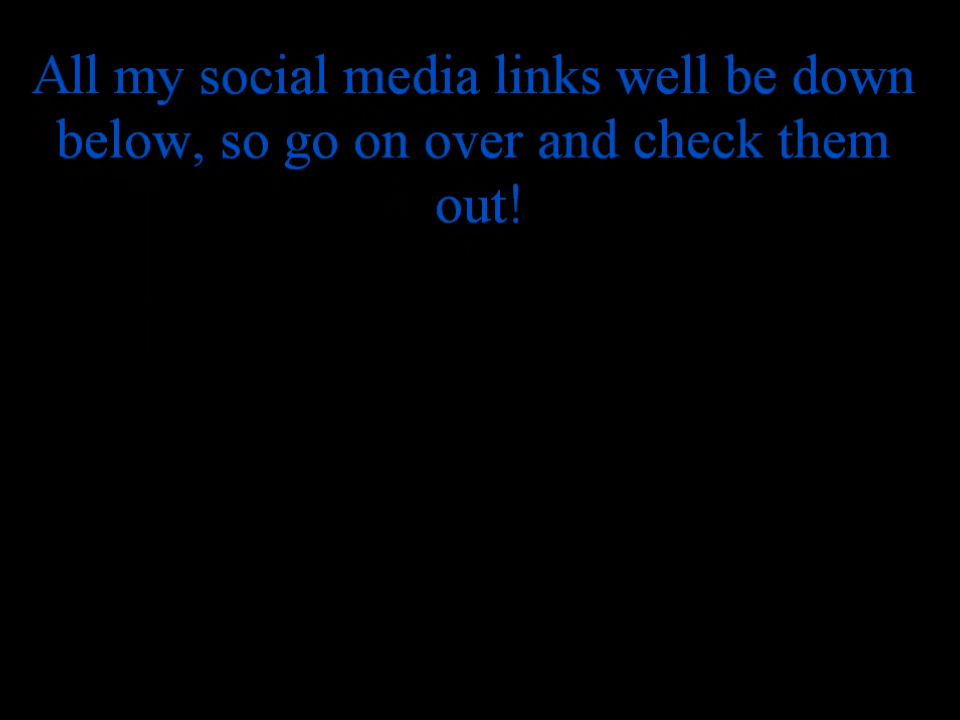 All my social media links well be down
below, so go on over and check them
out!